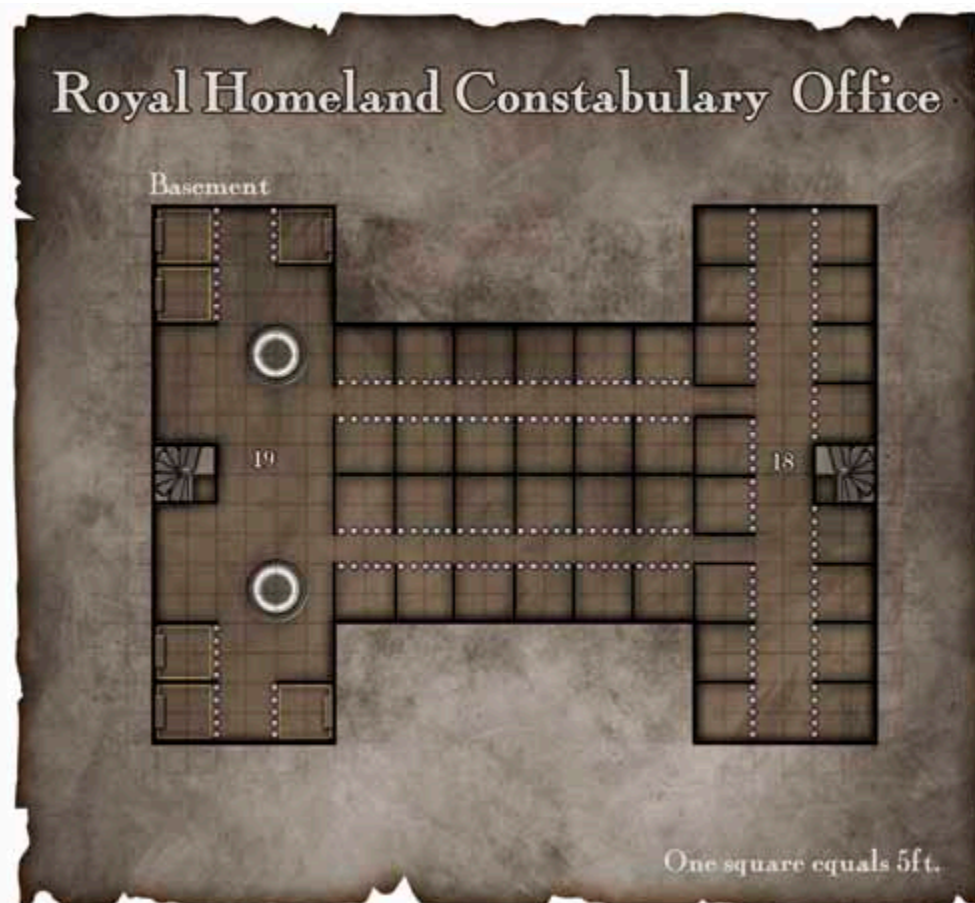 Royal Homeland Constabulary Office
Basement
19
18
One square equals 5ft.